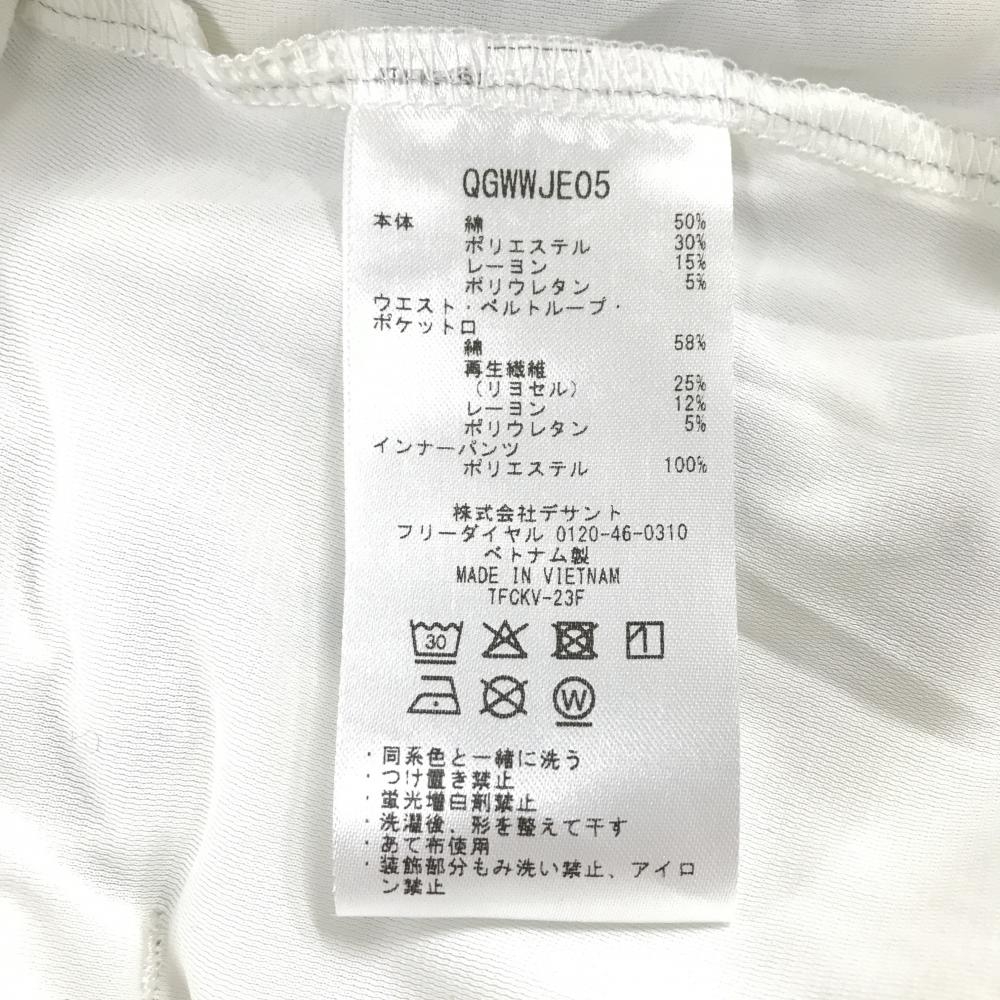 QGWWJE05
本体 綿 50%
ポリエステル 30%
レーヨン 15%
ポリウレタン 5%
ウエスト・ベルトループ・
ポケット口
綿 58%
再生繊維
（リヨセル） 25%
レーヨン 12%
ポリウレタン 5%
インナーパンツ
ポリエステル 100%
株式会社デサント
フリーダイヤル 0120-46-0310
ベトナム製
MADE IN VIETNAM
TFCKV-23F
30
W
・同系色と一緒に洗う
・つけ置き禁止
・蛍光増白剤禁止
・洗濯後、形を整えて干す
・あて布使用
・装飾部分もみ洗い禁止、アイロ
ン禁止